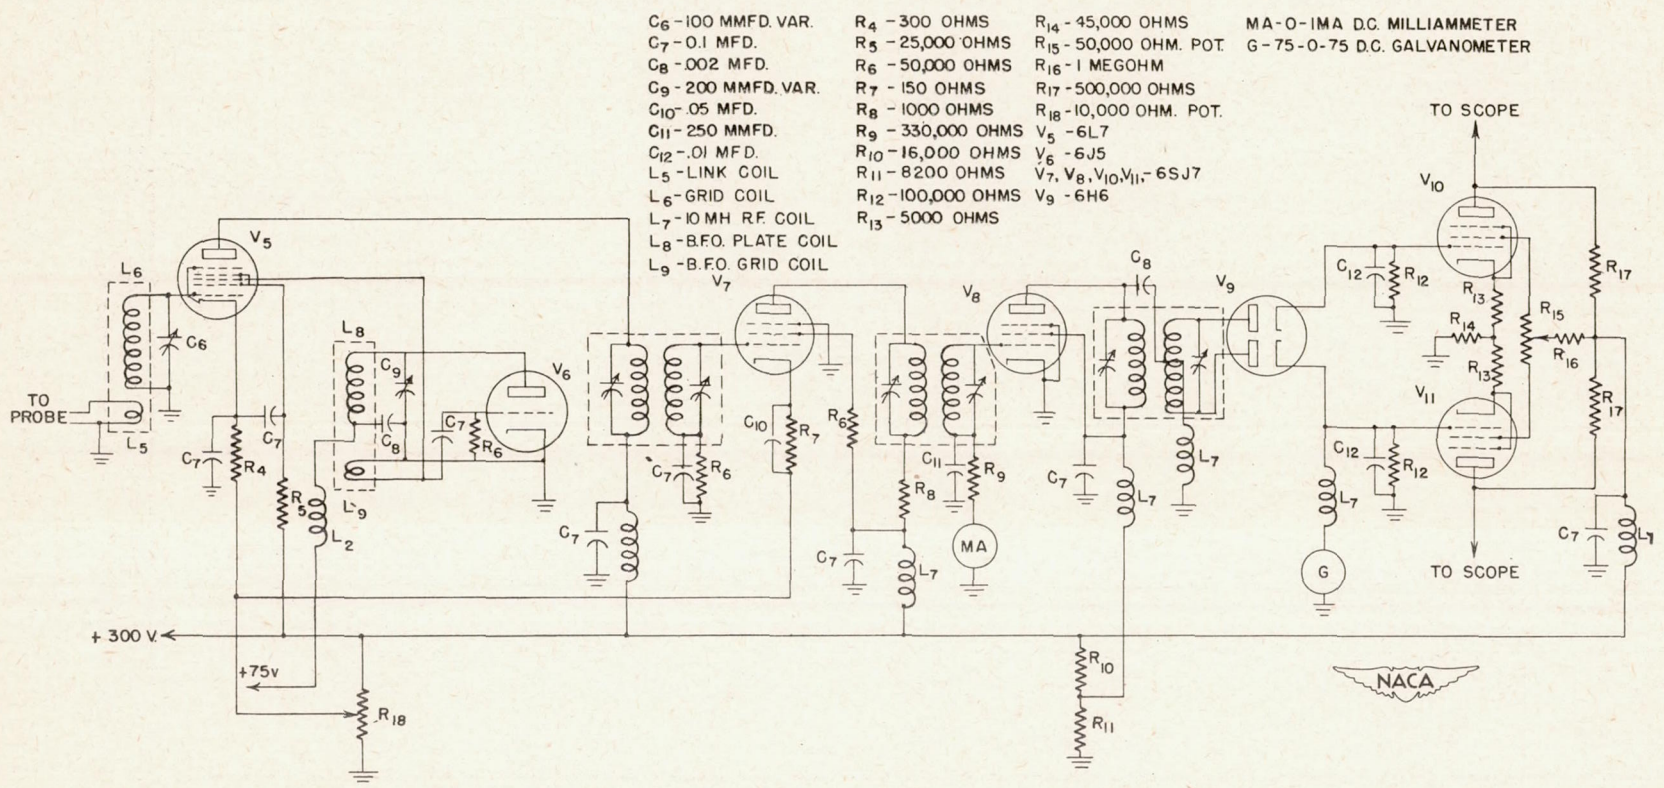 C6 - 100 MMFD. VAR.
C7 - 0.1 MFD.
C8 - .002 MFD.
C9 - 200 MMFD. VAR.
C10 - .05 MFD.
C11 - 250 MMFD.
C12 - .01 MFD.
L5 - LINK COIL
L6 - GRID COIL
L7 - 10 MH R.F. COIL
L8 - B.F.O. PLATE COIL
L9 - B.F.O. GRID COIL
R4 - 300 OHMS
R5 - 25,000 OHMS
R6 - 50,000 OHMS
R7 - 150 OHMS
R8 - 1000 OHMS
R9 - 330,000 OHMS
R10 - 16,000 OHMS
R11 - 8200 OHMS
R12 - 100,000 OHMS
R13 - 5000 OHMS
R14 - 45,000 OHMS
R15 - 50,000 OHM. POT.
R16 - 1 MEGOHM
R17 - 500,000 OHMS
R18 - 10,000 OHM. POT.
V5 - 6L7
V6 - 6J5
V7, V8, V10, V11, - 6SJ7
V9 - 6H6
MA - 0 - 1MA D.C. MILLIAMMETER
G - 75-0-75 D.C. GALVANOMETER
TO SCOPE
V10
V5
L6
C6
TO
PROBE
L5
C7
R4
C7
R5
L8
C9
C8
L9
L2
C7
R6
V6
C7
C7
R6
V7
C10
R7
R6
C7
R8
L7
C11
R9
MA
V8
C7
C8
L7
L7
V9
C12
R12
C12
R12
L7
G
R13
R14
R13
R15
R16
R17
R17
V11
TO SCOPE
C7
L7
+ 300 V.
+75V
R18
R10
R11
NACA